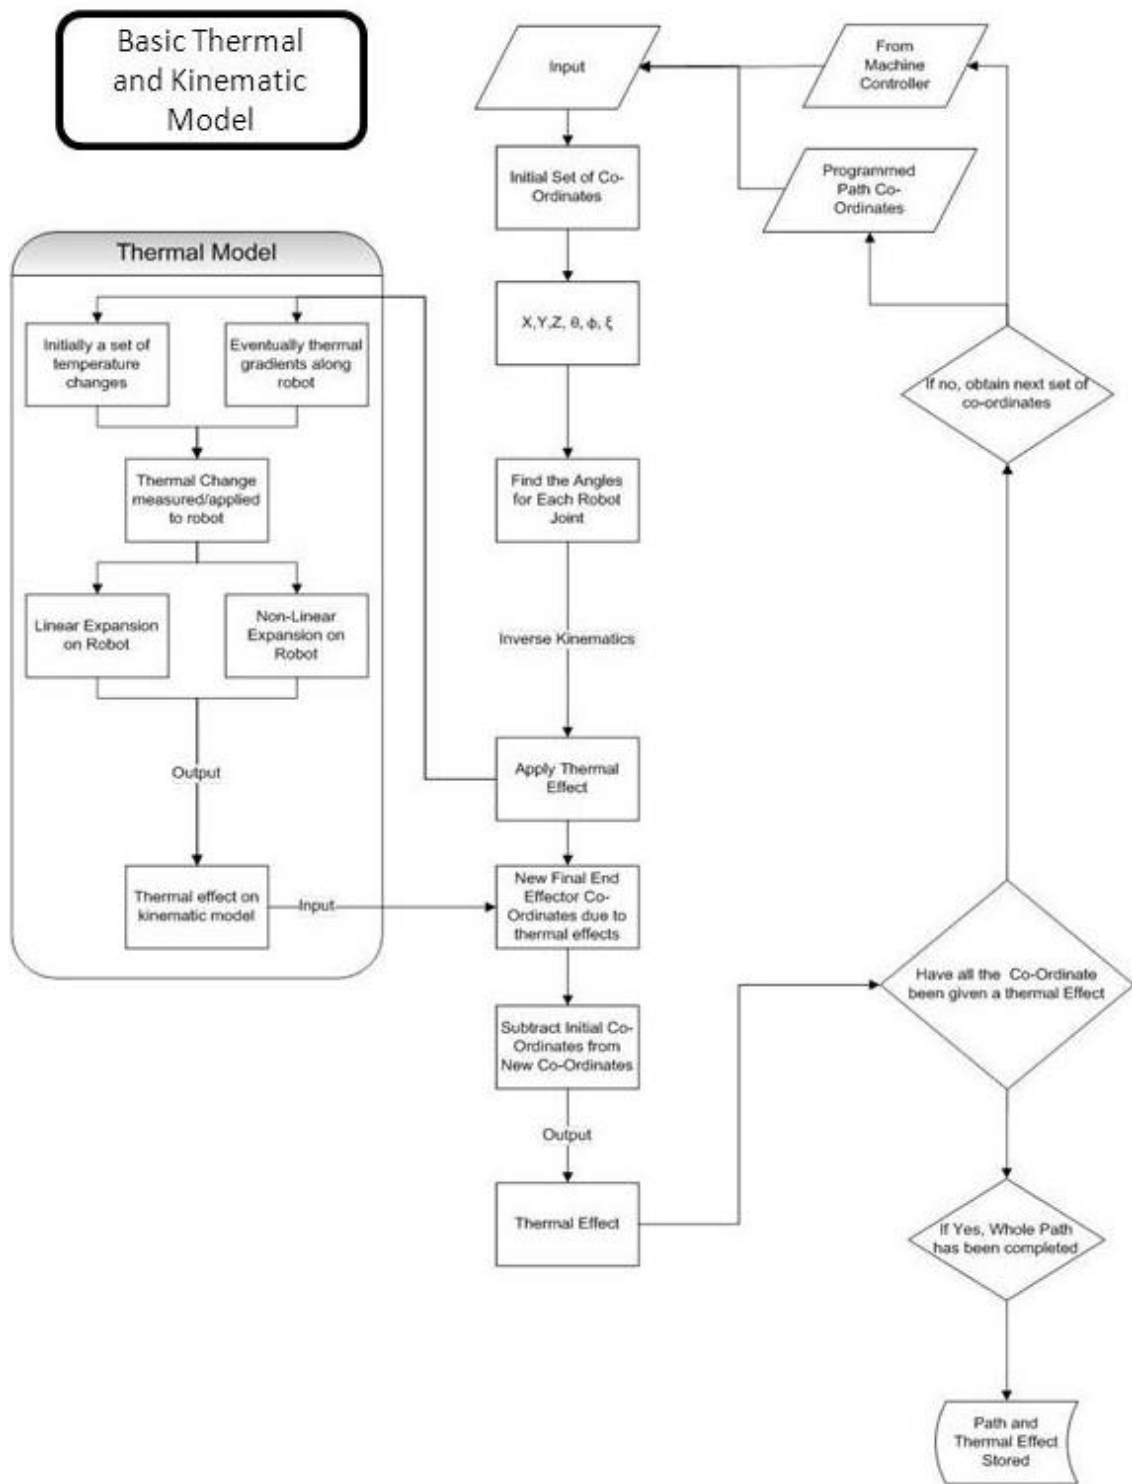 Basic Thermal
and Kinematic
Model
Input
From
Machine
Controller
Initial Set of Co-
Ordinates
Programmed
Path Co-
Ordinates
Thermal Model
X,Y,Z, θ, ϕ, ξ
Initially a set of
temperature
changes
Eventually thermal
gradients along
robot
If no, obtain next set of
co-ordinates
Thermal Change
measured/applied
to robot
Find the Angles
for Each Robot
Joint
Linear Expansion
on Robot
Non-Linear
Expansion on
Robot
Inverse Kinematics
Output
Apply Thermal
Effect
Thermal effect on
kinematic model
Input
New Final End
Effector Co-
Ordinates due to
thermal effects
Have all the Co-Ordinate
been given a thermal Effect
Subtract Initial Co-
Ordinates from
New Co-Ordinates
Output
Thermal Effect
If Yes, Whole Path
has been completed
Path and
Thermal Effect
Stored